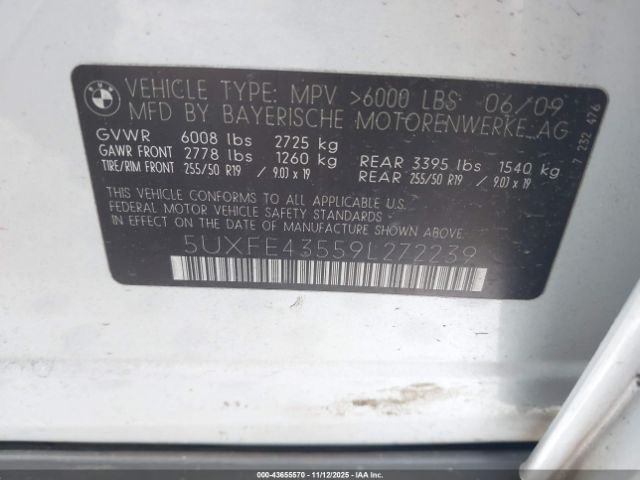 BMW
VEHICLE TYPE: MPV >6000 LBS: 06/09
MFD BY BAYERISCHE MOTORENWERKE AG
GVWR 6008 lbs 2725 kg
GAWR FRONT 2778 lbs 1260 kg REAR 3395 lbs 1540 kg
TIRE/RIM FRONT 255/50 R19 / 9.0J x 19 REAR 255/50 R19 / 9.0J x 19
THIS VEHICLE CONFORMS TO ALL APPLICABLE U.S.
FEDERAL MOTOR VEHICLE SAFETY STANDARDS IN
EFFECT ON THE DATE OF MANUFACTURE SHOWN ABOVE.
5UXFE43559L272239
7 232 476
000-43655570 - 11/12/2025 - IAAI.CA